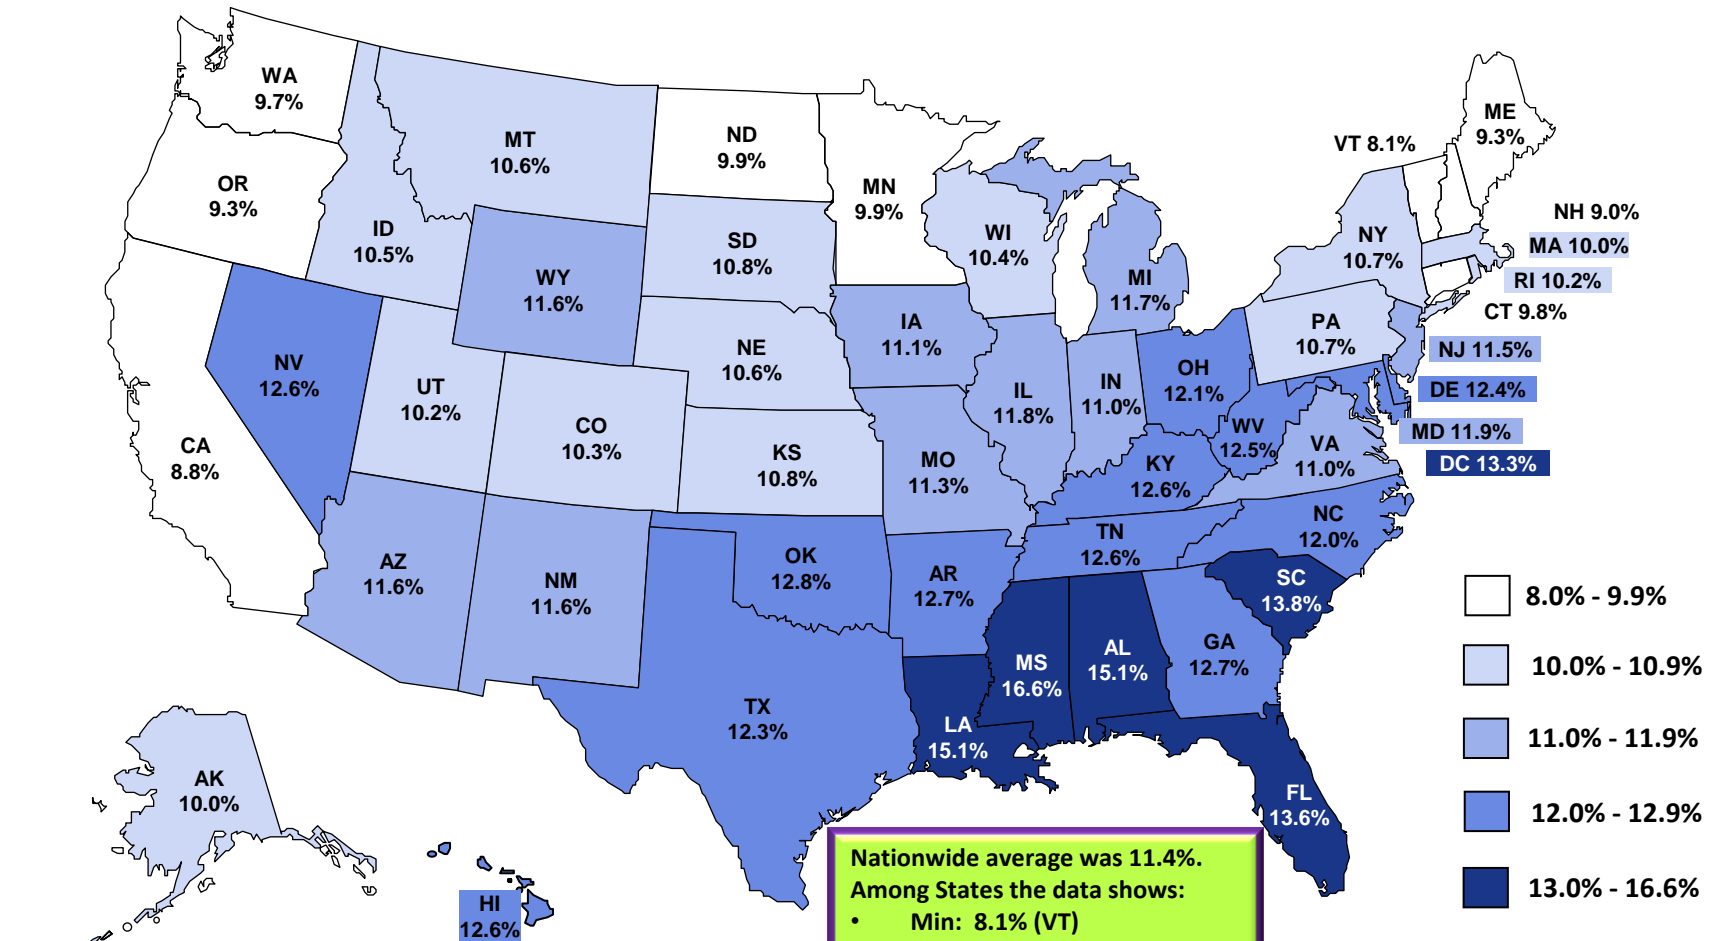 WA
9.7%
OR
9.3%
CA
8.8%
NV
12.6%
ID
10.5%
MT
10.6%
WY
11.6%
UT
10.2%
CO
10.3%
AZ
11.6%
NM
11.6%
ND
9.9%
SD
10.8%
NE
10.6%
KS
10.8%
OK
12.8%
TX
12.3%
MN
9.9%
IA
11.1%
MO
11.3%
AR
12.7%
LA
15.1%
WI
10.4%
IL
11.8%
MI
11.7%
IN
11.0%
OH
12.1%
KY
12.6%
TN
12.6%
MS
16.6%
AL
15.1%
GA
12.7%
FL
13.6%
SC
13.8%
NC
12.0%
VA
11.0%
WV
12.5%
PA
10.7%
NY
10.7%
VT 8.1%
ME
9.3%
NH 9.0%
MA 10.0%
RI 10.2%
CT 9.8%
NJ 11.5%
DE 12.4%
MD 11.9%
DC 13.3%
AK
10.0%
HI
12.6%
8.0% - 9.9%
10.0% - 10.9%
11.0% - 11.9%
12.0% - 12.9%
13.0% - 16.6%
Nationwide average was 11.4%.
Among States the data shows:
• Min: 8.1% (VT)